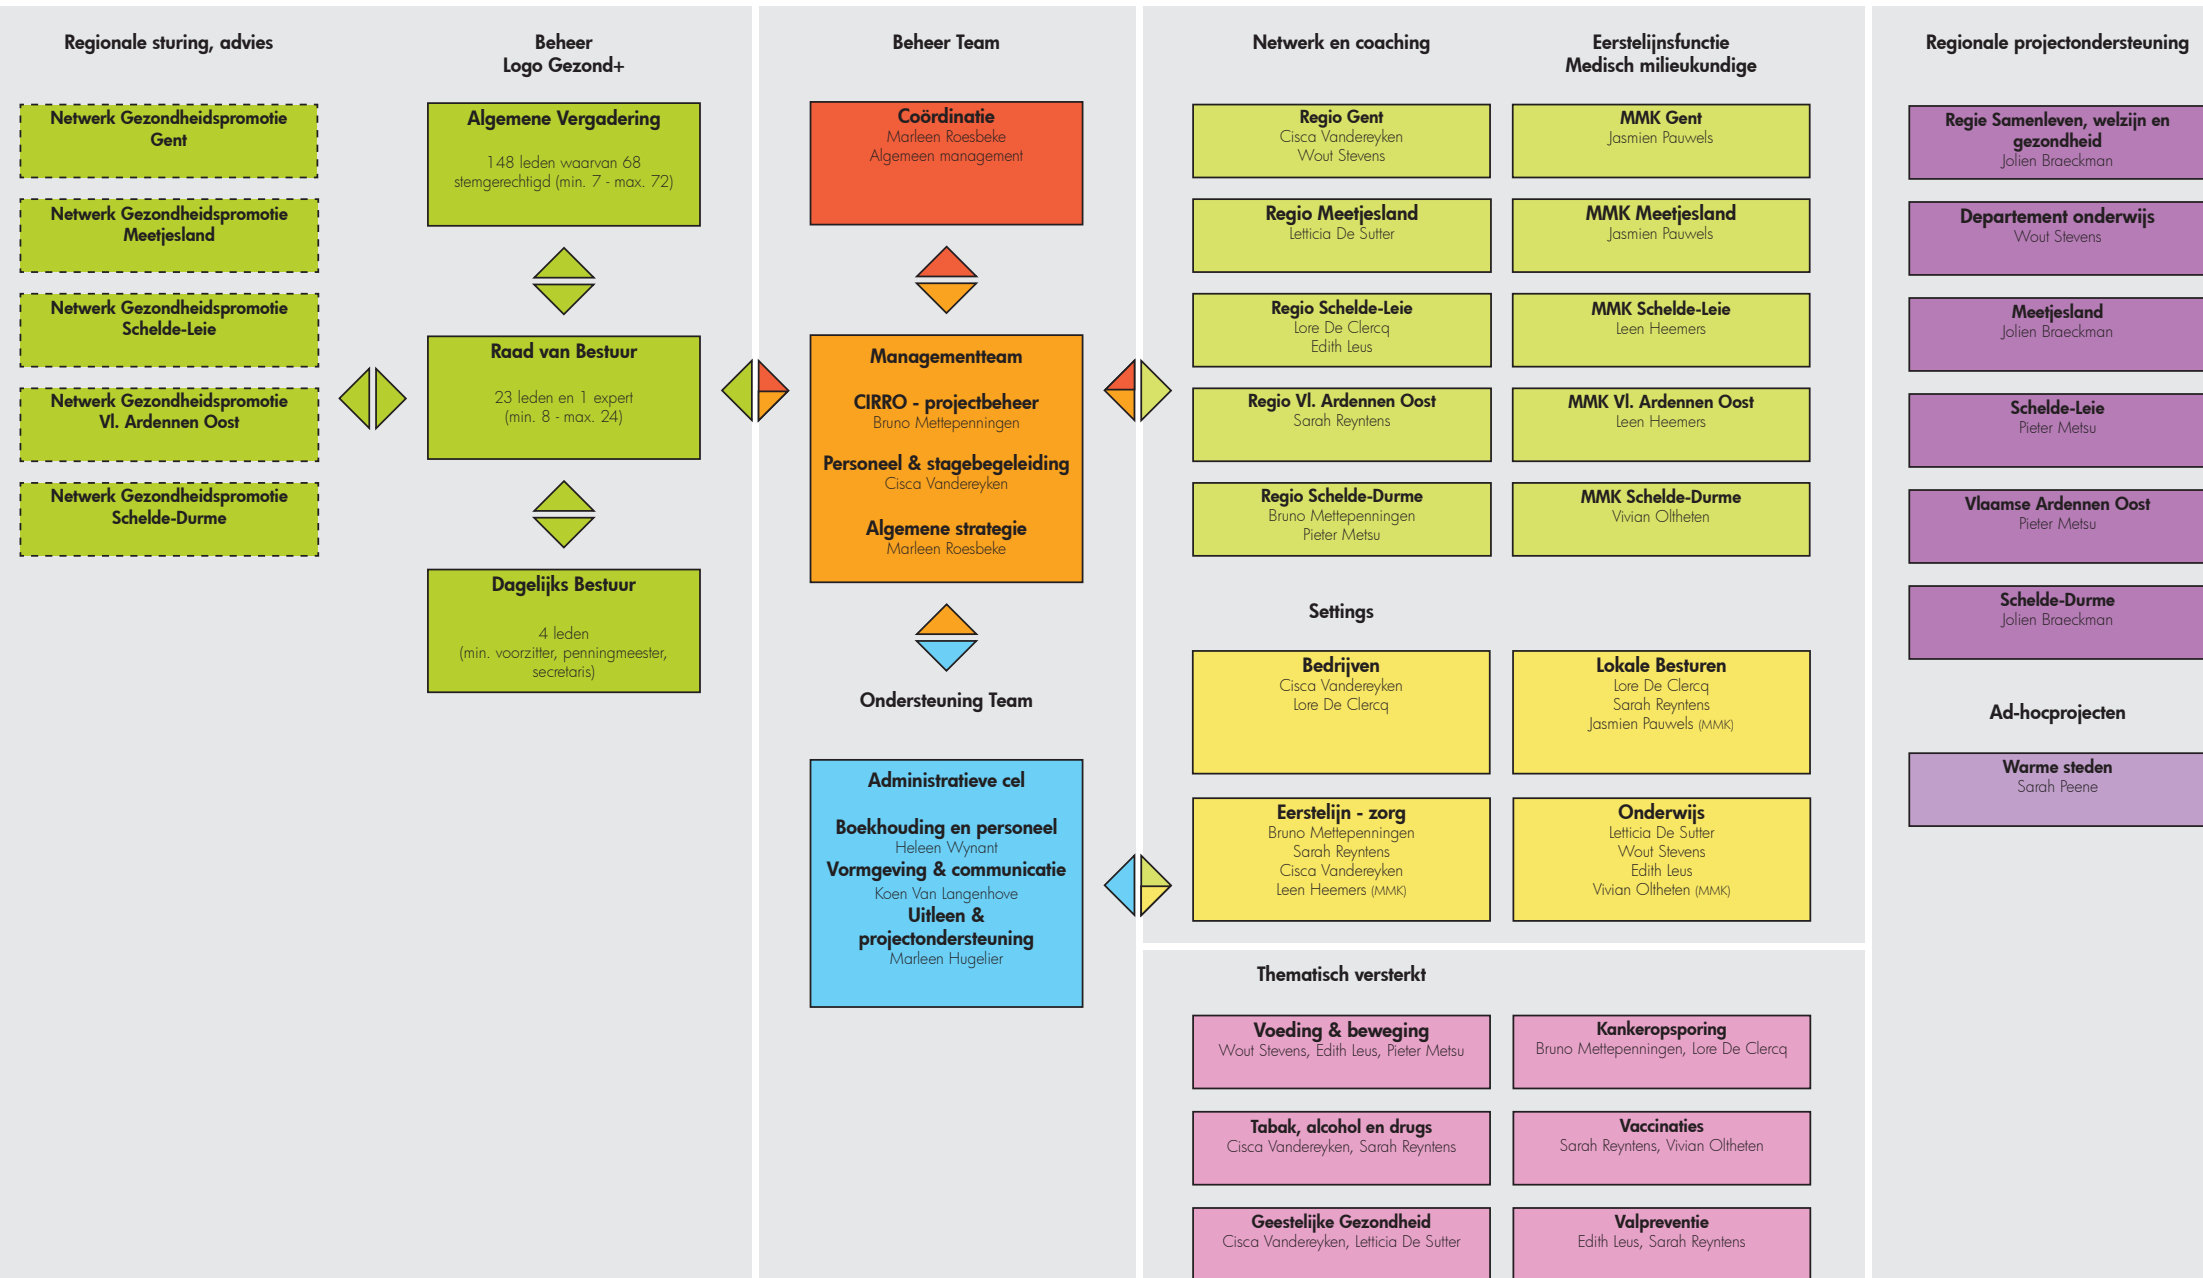 Regionale sturing, advies
Netwerk Gezondheidspromotie
Gent
Netwerk Gezondheidspromotie
Meetjesland
Netwerk Gezondheidspromotie
Schelde-Leie
Netwerk Gezondheidspromotie
Vl. Ardennen Oost
Netwerk Gezondheidspromotie
Schelde-Durme
Beheer
Logo Gezond+
Algemene Vergadering
148 leden waarvan 68
stemgerechtigd (min. 7 - max. 72)
Raad van Bestuur
23 leden en 1 expert
(min. 8 - max. 24)
Dagelijks Bestuur
4 leden
(min. voorzitter, penningmeester,
secretaris)
Beheer Team
Coördinatie
Marleen Roesbeke
Algemeen management
Managementteam
CIRRO - projectbeheer
Bruno Mettepenningen
Personeel & stagebegeleiding
Cisca Vandereyken
Algemene strategie
Marleen Roesbeke
Ondersteuning Team
Administratieve cel
Boekhouding en personeel
Heleen Wynant
Vormgeving & communicatie
Koen Van Langenhove
Uitleen &
projectondersteuning
Marleen Hugelier
Netwerk en coaching
Regio Gent
Cisca Vandereyken
Wout Stevens
Regio Meetjesland
Letticia De Sutter
Regio Schelde-Leie
Lore De Clercq
Edith Leus
Regio Vl. Ardennen Oost
Sarah Reyntens
Regio Schelde-Durme
Bruno Mettepenningen
Pieter Metsu
Eerstelijnsfunctie
Medisch milieukundige
MMK Gent
Jasmien Pauwels
MMK Meetjesland
Jasmien Pauwels
MMK Schelde-Leie
Leen Heemers
MMK Vl. Ardennen Oost
Leen Heemers
MMK Schelde-Durme
Vivian Oltheten
Settings
Bedrijven
Cisca Vandereyken
Lore De Clercq
Lokale Besturen
Lore De Clercq
Sarah Reyntens
Jasmien Pauwels (MMK)
Eerstelijn - zorg
Bruno Mettepenningen
Sarah Reyntens
Cisca Vandereyken
Leen Heemers (MMK)
Onderwijs
Letticia De Sutter
Wout Stevens
Edith Leus
Vivian Oltheten (MMK)
Thematisch versterkt
Voeding & beweging
Wout Stevens, Edith Leus, Pieter Metsu
Kankeropsporing
Bruno Mettepenningen, Lore De Clercq
Tabak, alcohol en drugs
Cisca Vandereyken, Sarah Reyntens
Vaccinaties
Sarah Reyntens, Vivian Oltheten
Geestelijke Gezondheid
Cisca Vandereyken, Letticia De Sutter
Valpreventie
Edith Leus, Sarah Reyntens
Regionale projectondersteuning
Regie Samenleven, welzijn en
gezondheid
Jolien Braeckman
Departement onderwijs
Wout Stevens
Meetjesland
Jolien Braeckman
Schelde-Leie
Pieter Metsu
Vlaamse Ardennen Oost
Pieter Metsu
Schelde-Durme
Jolien Braeckman
Ad-hocprojecten
Warme steden
Sarah Peene